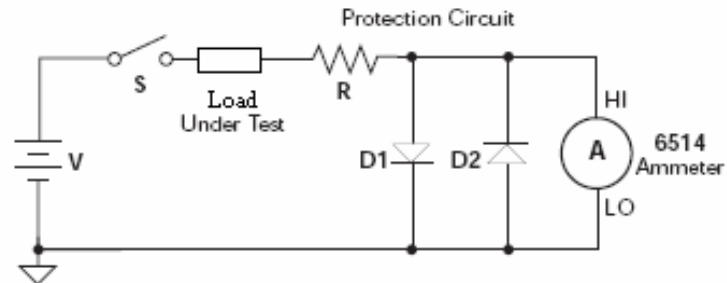 Protection Circuit
S
Load
Under Test
R
HI
V
D1
D2
A
6514
Ammeter
LO